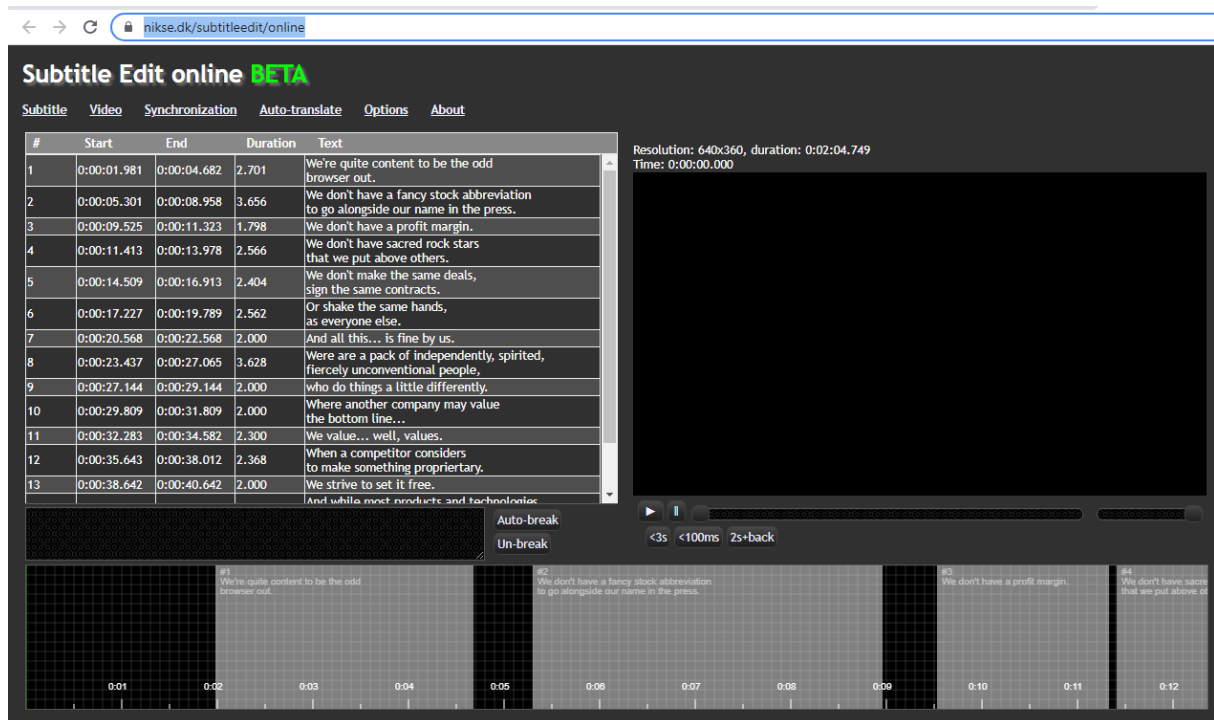 nikse.dk/subtitleedit/online
Subtitle Edit online BETA
Subtitle Video Synchronization Auto-translate Options About
# Start End Duration Text
1 0:00:01.981 0:00:04.682 2.701 We're quite content to be the odd
browser out.
2 0:00:05.301 0:00:08.958 3.656 We don't have a fancy stock abbreviation
to go alongside our name in the press.
3 0:00:09.525 0:00:11.323 1.798 We don't have a profit margin.
4 0:00:11.413 0:00:13.978 2.566 We don't have sacred rock stars
that we put above others.
5 0:00:14.509 0:00:16.913 2.404 We don't make the same deals,
sign the same contracts.
6 0:00:17.227 0:00:19.789 2.562 Or shake the same hands,
as everyone else.
7 0:00:20.568 0:00:22.568 2.000 And all this... is fine by us.
8 0:00:23.437 0:00:27.065 3.628 Were are a pack of independently, spirited,
fiercely unconventional people,
9 0:00:27.144 0:00:29.144 2.000 who do things a little differently.
10 0:00:29.809 0:00:31.809 2.000 Where another company may value
the bottom line...
11 0:00:32.283 0:00:34.582 2.300 We value... well, values.
12 0:00:35.643 0:00:38.012 2.368 When a competitor considers
to make something propriertary.
13 0:00:38.642 0:00:40.642 2.000 We strive to set it free.
And while most products and technologies
Auto-break
Un-break
Resolution: 640x360, duration: 0:02:04.749
Time: 0:00:00.000
<3s <100ms 2s+back
#1
We're quite content to be the odd
browser out.
#2
We don't have a fancy stock abbreviation
to go alongside our name in the press.
#3
We don't have a profit margin.
#4
We don't have sacre
that we put above ot
0:01 0:02 0:03 0:04 0:05 0:06 0:07 0:08 0:09 0:10 0:11 0:12